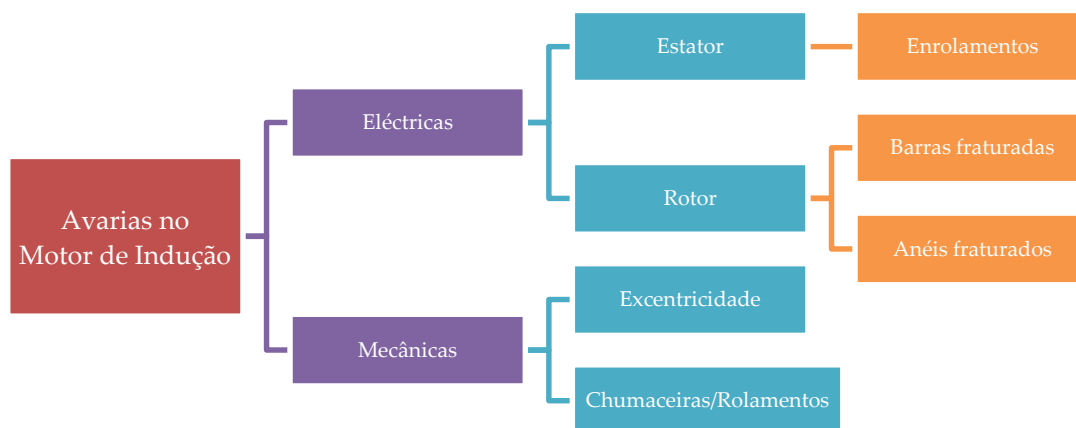 Avarias no
Motor de Indução
Eléctricas
Estator
Enrolamentos
Rotor
Barras fraturadas
Anéis fraturados
Mecânicas
Excentricidade
Chumaceiras/Rolamentos